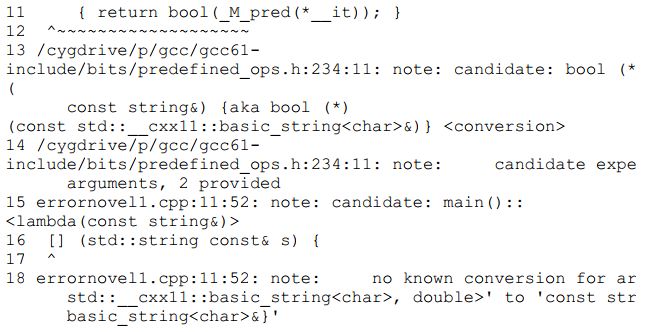 11     { return bool(_M_pred(*__it)); }
12  ^~~~~~~~~~~~~~~~~~~~
13 /cygdrive/p/gcc/gcc61-
include/bits/predefined_ops.h:234:11: note: candidate: bool (*
(
      const string&) {aka bool (*)
(const std::__cxx11::basic_string<char>&)} <conversion>
14 /cygdrive/p/gcc/gcc61-
include/bits/predefined_ops.h:234:11: note:     candidate expe
      arguments, 2 provided
15 errornovel1.cpp:11:52: note: candidate: main()::
<lambda(const string&)>
16  [] (std::string const& s) {
17  ^
18 errornovel1.cpp:11:52: note:     no known conversion for ar
      std::__cxx11::basic_string<char>, double>' to 'const str
      basic_string<char>&}'